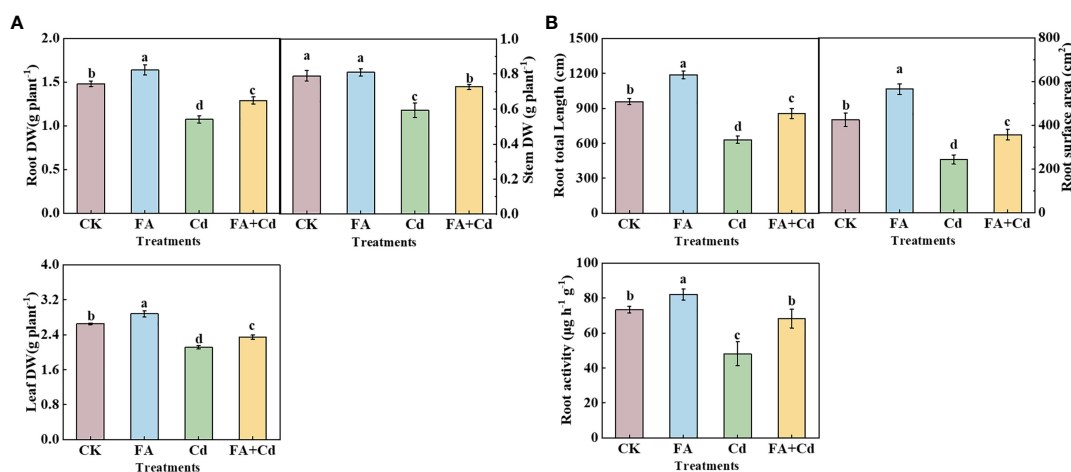 A
Root DW(g plant⁻¹)
2.0
1.5
1.0
0.5
0.0
b
a
d
c
CK FA Cd FA+Cd
Treatments
a
a
c
b
CK FA Cd FA+Cd
Treatments
1.0
0.8
0.6
0.4
0.2
0.0
Stem DW (g plant⁻¹)
Leaf DW(g plant⁻¹)
4.0
3.2
2.4
1.6
0.8
0.0
b
a
d
c
CK FA Cd FA+Cd
Treatments
B
Root total Length (cm)
1500
1200
900
600
300
0
b
a
d
c
CK FA Cd FA+Cd
Treatments
b
a
d
c
CK FA Cd FA+Cd
Treatments
800
600
400
200
0
Root surface area (cm²)
Root activity (µg h⁻¹ g⁻¹)
100
80
60
40
20
0
b
a
c
b
CK FA Cd FA+Cd
Treatments